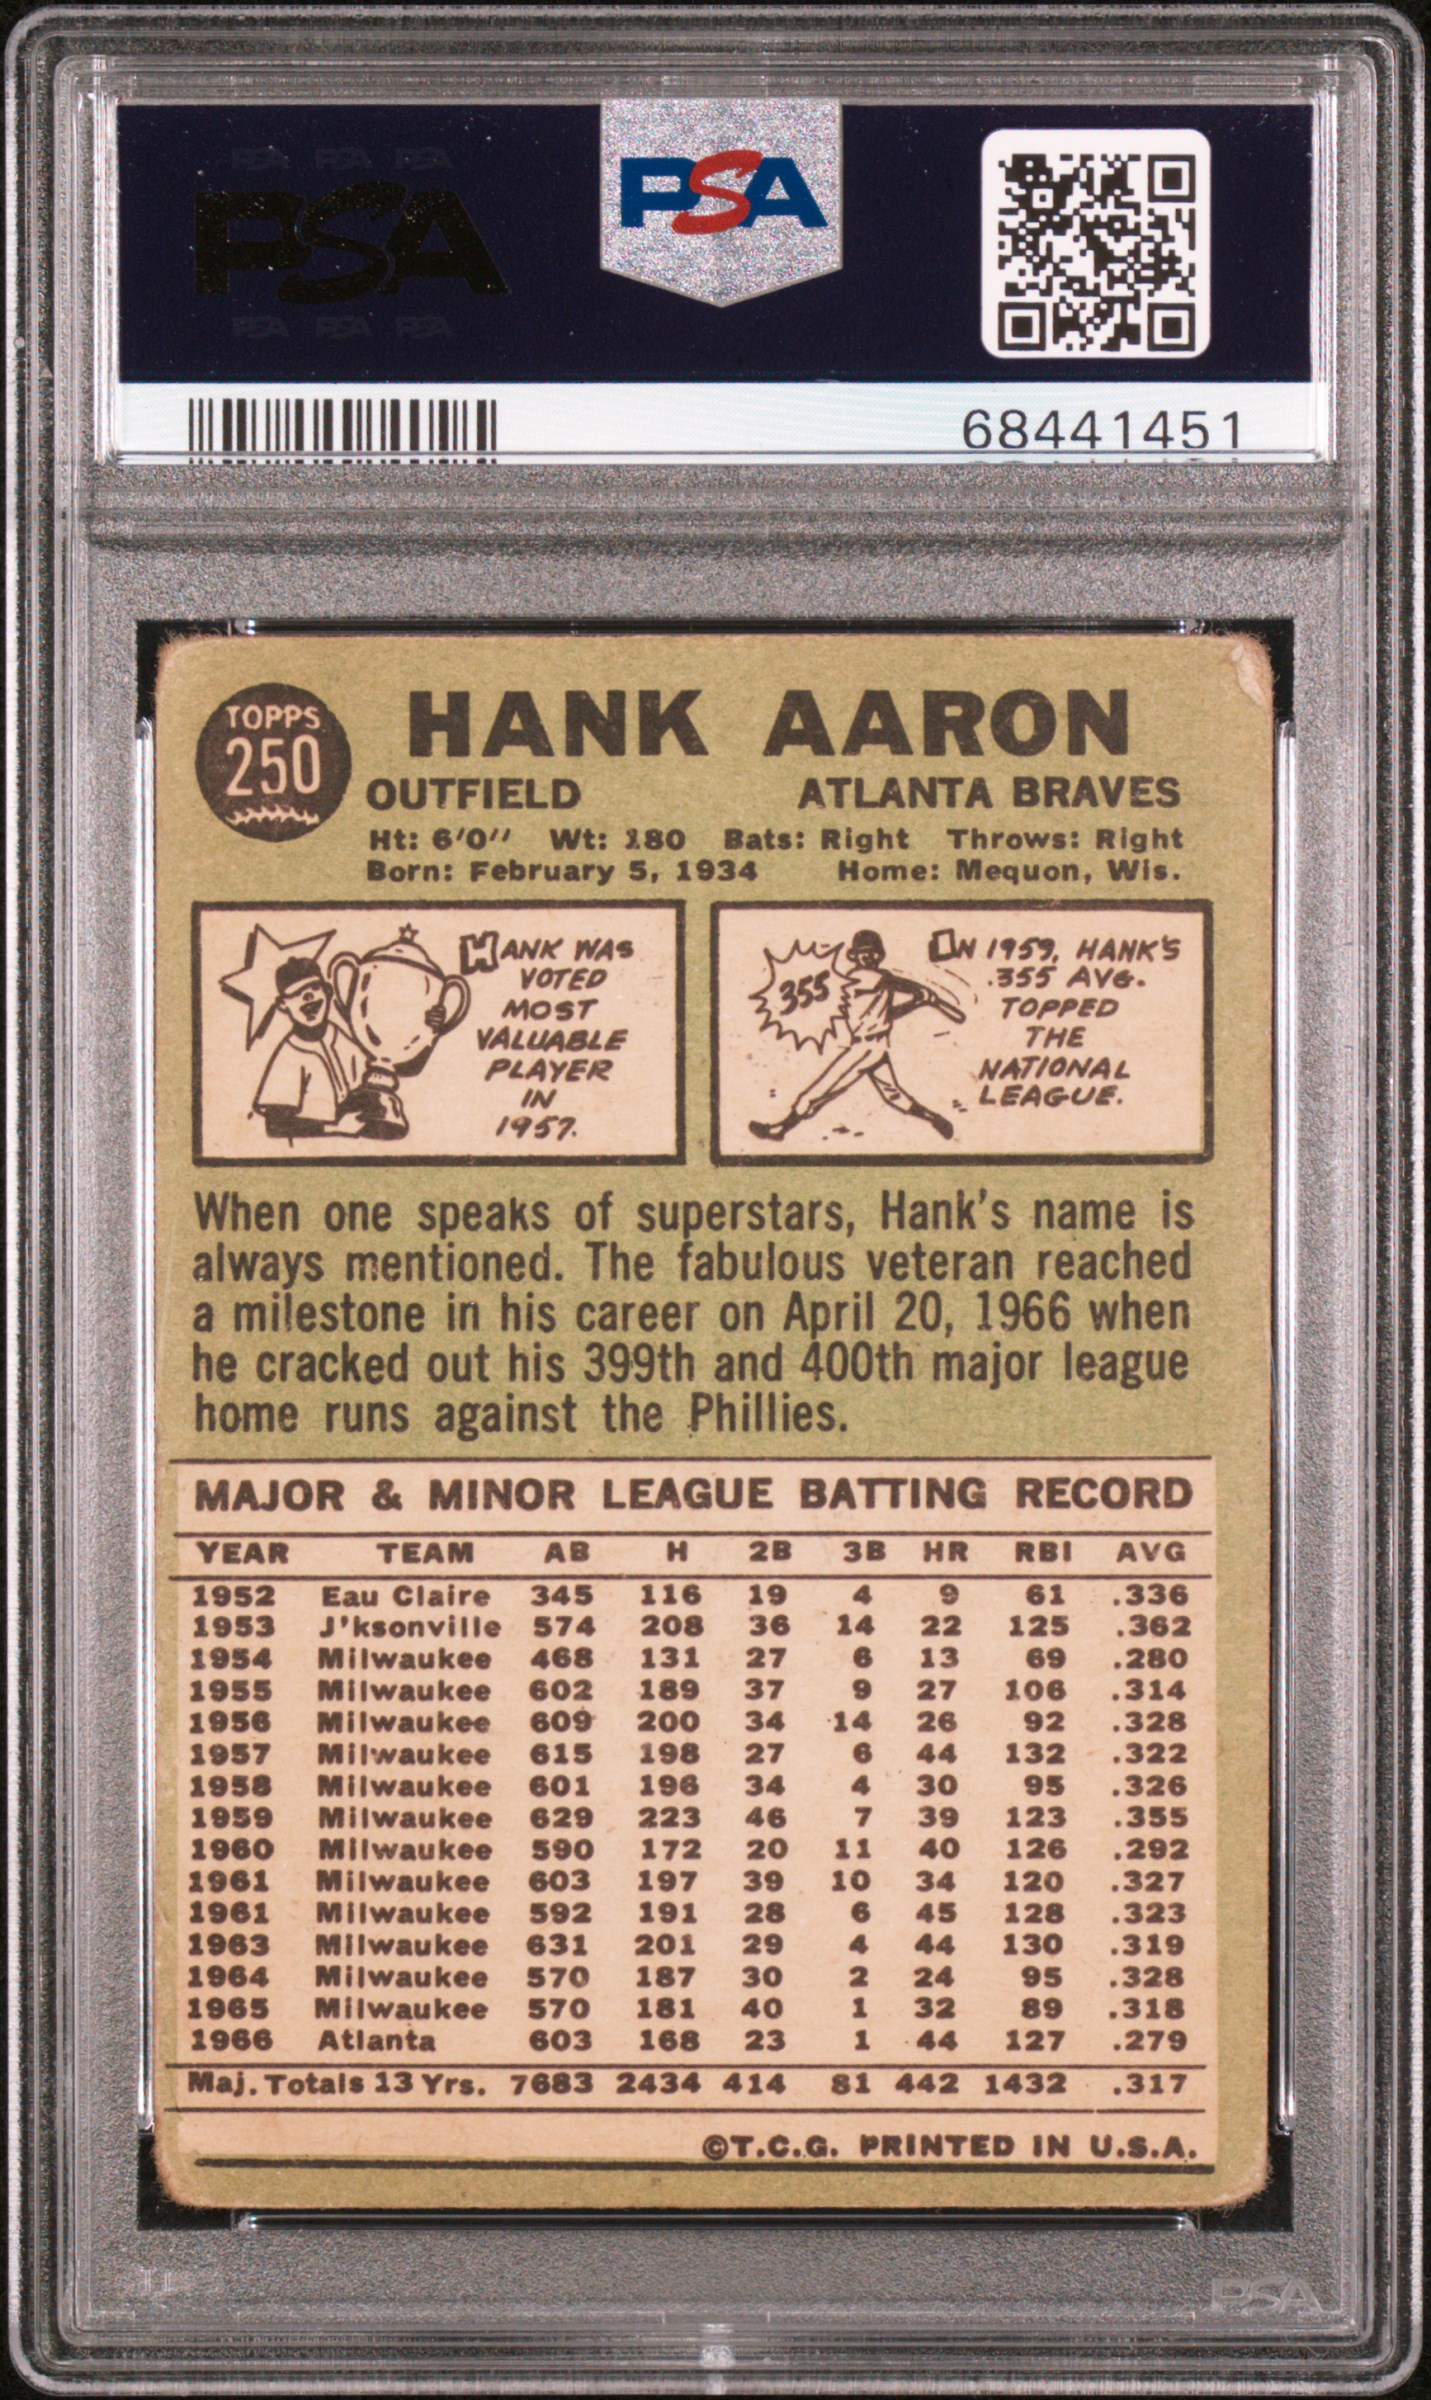 PSA PSA PSA
PSA
PSA PSA PSA
PSA
68441451
TOPPS
250
HANK AARON
OUTFIELD ATLANTA BRAVES
Ht: 6'0" Wt: 180 Bats: Right Throws: Right
Born: February 5, 1934 Home: Mequon, Wis.
HANK WAS
VOTED
MOST
VALUABLE
PLAYER
IN
1957.
355
IN 1959, HANK'S
.355 AVG.
TOPPED
THE
NATIONAL
LEAGUE.
When one speaks of superstars, Hank's name is
always mentioned. The fabulous veteran reached
a milestone in his career on April 20, 1966 when
he cracked out his 399th and 400th major league
home runs against the Phillies.
MAJOR & MINOR LEAGUE BATTING RECORD
YEAR TEAM AB H 2B 3B HR RBI AVG
1952 Eau Claire 345 116 19 4 9 61 .336
1953 J'ksonville 574 208 36 14 22 125 .362
1954 Milwaukee 468 131 27 6 13 69 .280
1955 Milwaukee 602 189 37 9 27 106 .314
1956 Milwaukee 609 200 34 14 26 92 .328
1957 Milwaukee 615 198 27 6 44 132 .322
1958 Milwaukee 601 196 34 4 30 95 .326
1959 Milwaukee 629 223 46 7 39 123 .355
1960 Milwaukee 590 172 20 11 40 126 .292
1961 Milwaukee 603 197 39 10 34 120 .327
1961 Milwaukee 592 191 28 6 45 128 .323
1963 Milwaukee 631 201 29 4 44 130 .319
1964 Milwaukee 570 187 30 2 24 95 .328
1965 Milwaukee 570 181 40 1 32 89 .318
1966 Atlanta 603 168 23 1 44 127 .279
Maj. Totals 13 Yrs. 7683 2434 414 81 442 1432 .317
©T.C.G. PRINTED IN U.S.A.
PSA